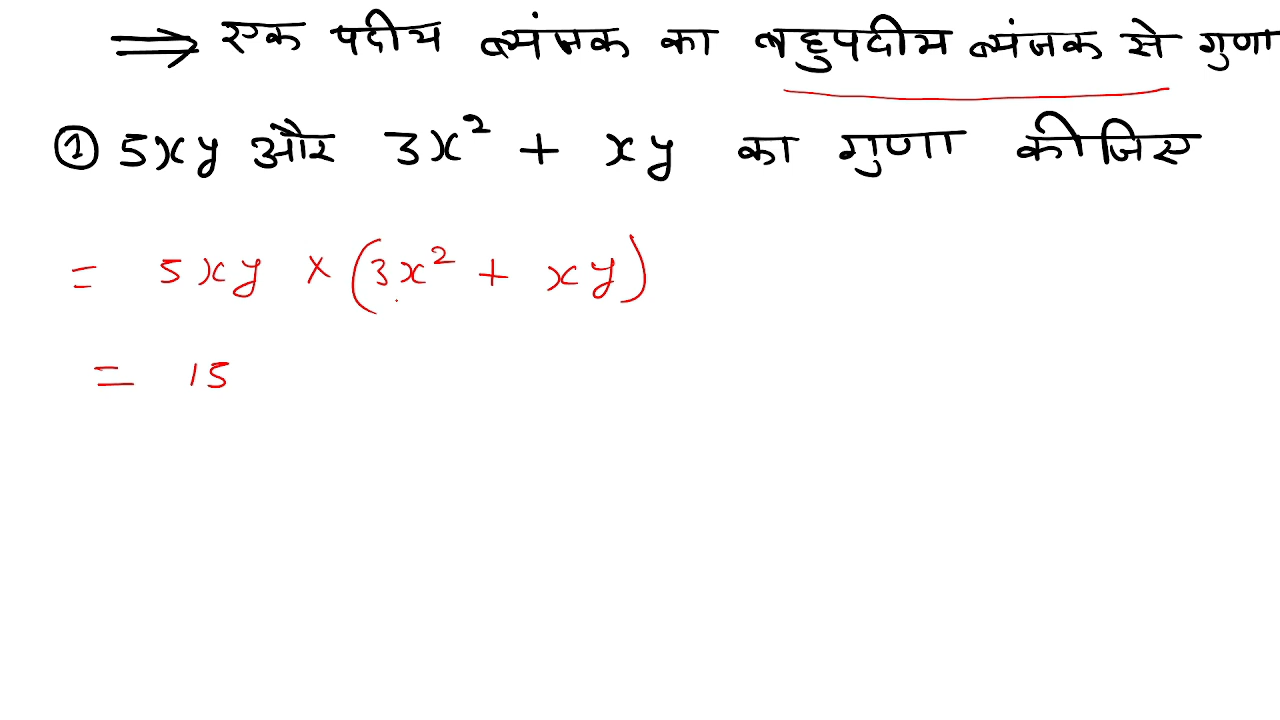 ⇒ एक पदीय व्यंजक का बहुपदीय व्यंजक से गुणा
① 5xy और 3x² + xy का गुणा कीजिए
= 5xy × (3x² + xy)
= 15